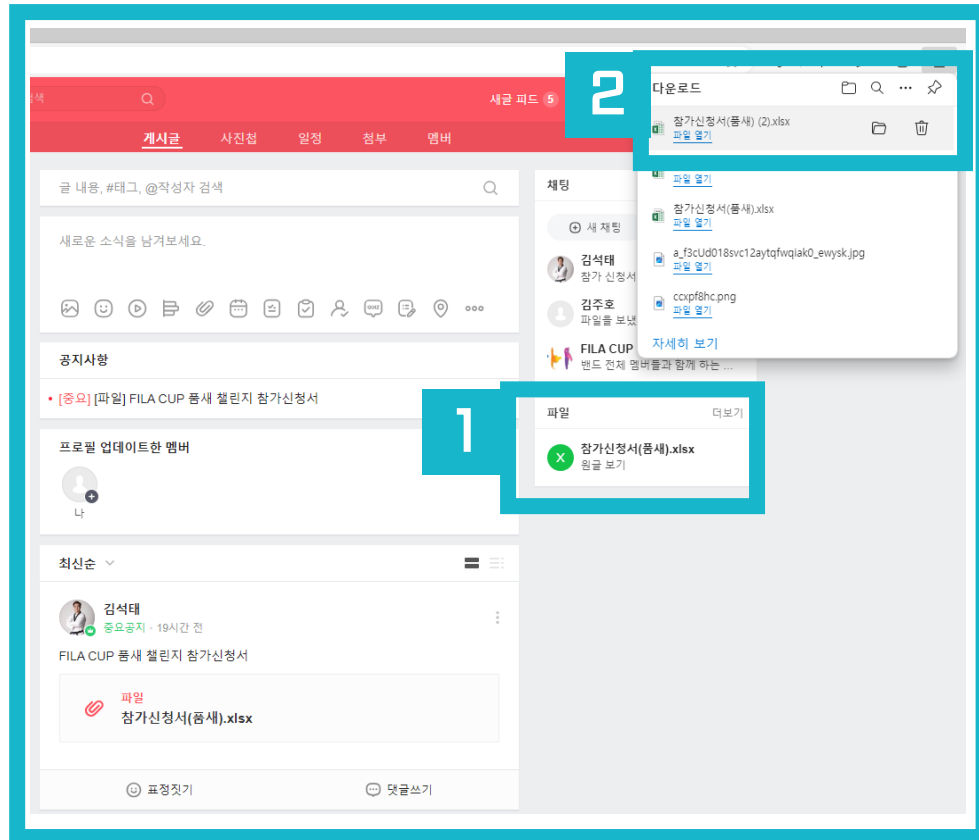 검색
새글 피드 5
게시글 사진첩 일정 첨부 멤버
글 내용, #태그, @작성자 검색
새로운 소식을 남겨보세요.
QUIZ
공지사항
• [중요] [파일] FILA CUP 품새 챌린지 참가신청서
프로필 업데이트한 멤버
나
최신순
김석태
중요공지 · 19시간 전
FILA CUP 품새 챌린지 참가신청서
파일
참가신청서(품새).xlsx
표정짓기 댓글쓰기
채팅
새 채팅
김석태
참가 신청서
김주호
파일을 보냈
FILA CUP
밴드 전체 멤버들과 함께 하는 ...
1
파일 더보기
X
참가신청서(품새).xlsx
원글 보기
2
다운로드
참가신청서(품새) (2).xlsx
파일 열기
파일 열기
참가신청서(품새).xlsx
파일 열기
a_f3cUd018svc12aytqfwqiak0_ewysk.jpg
파일 열기
ccxpf8hc.png
파일 열기
자세히 보기